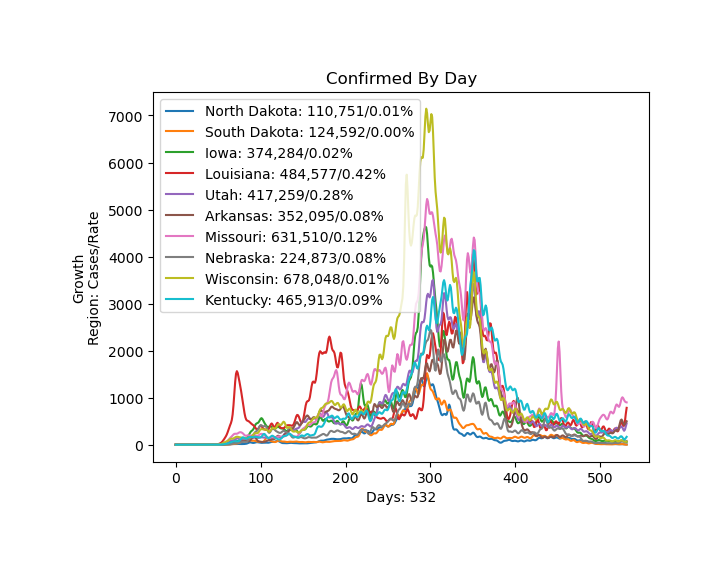 Confirmed By Day
Growth
Region: Cases/Rate
7000
6000
5000
4000
3000
2000
1000
0
North Dakota: 110,751/0.01%
South Dakota: 124,592/0.00%
Iowa: 374,284/0.02%
Louisiana: 484,577/0.42%
Utah: 417,259/0.28%
Arkansas: 352,095/0.08%
Missouri: 631,510/0.12%
Nebraska: 224,873/0.08%
Wisconsin: 678,048/0.01%
Kentucky: 465,913/0.09%
0 100 200 300 400 500
Days: 532